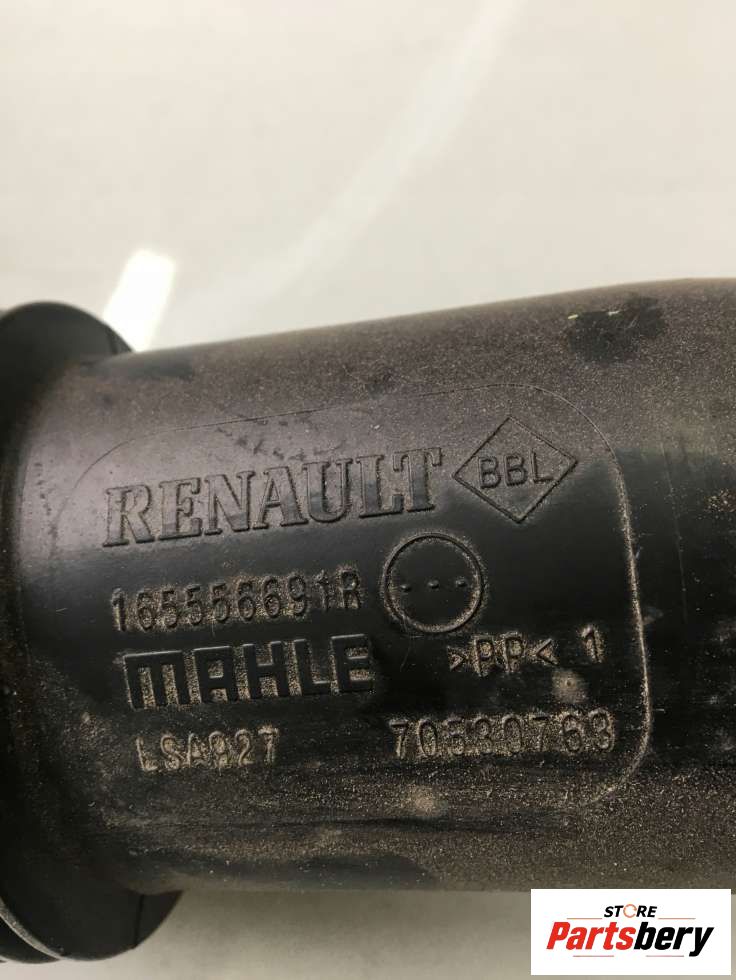 RENAULT BBL
165556691R
MAHLE >PP< 1
LSA927 70530763
STORE
Partsbery